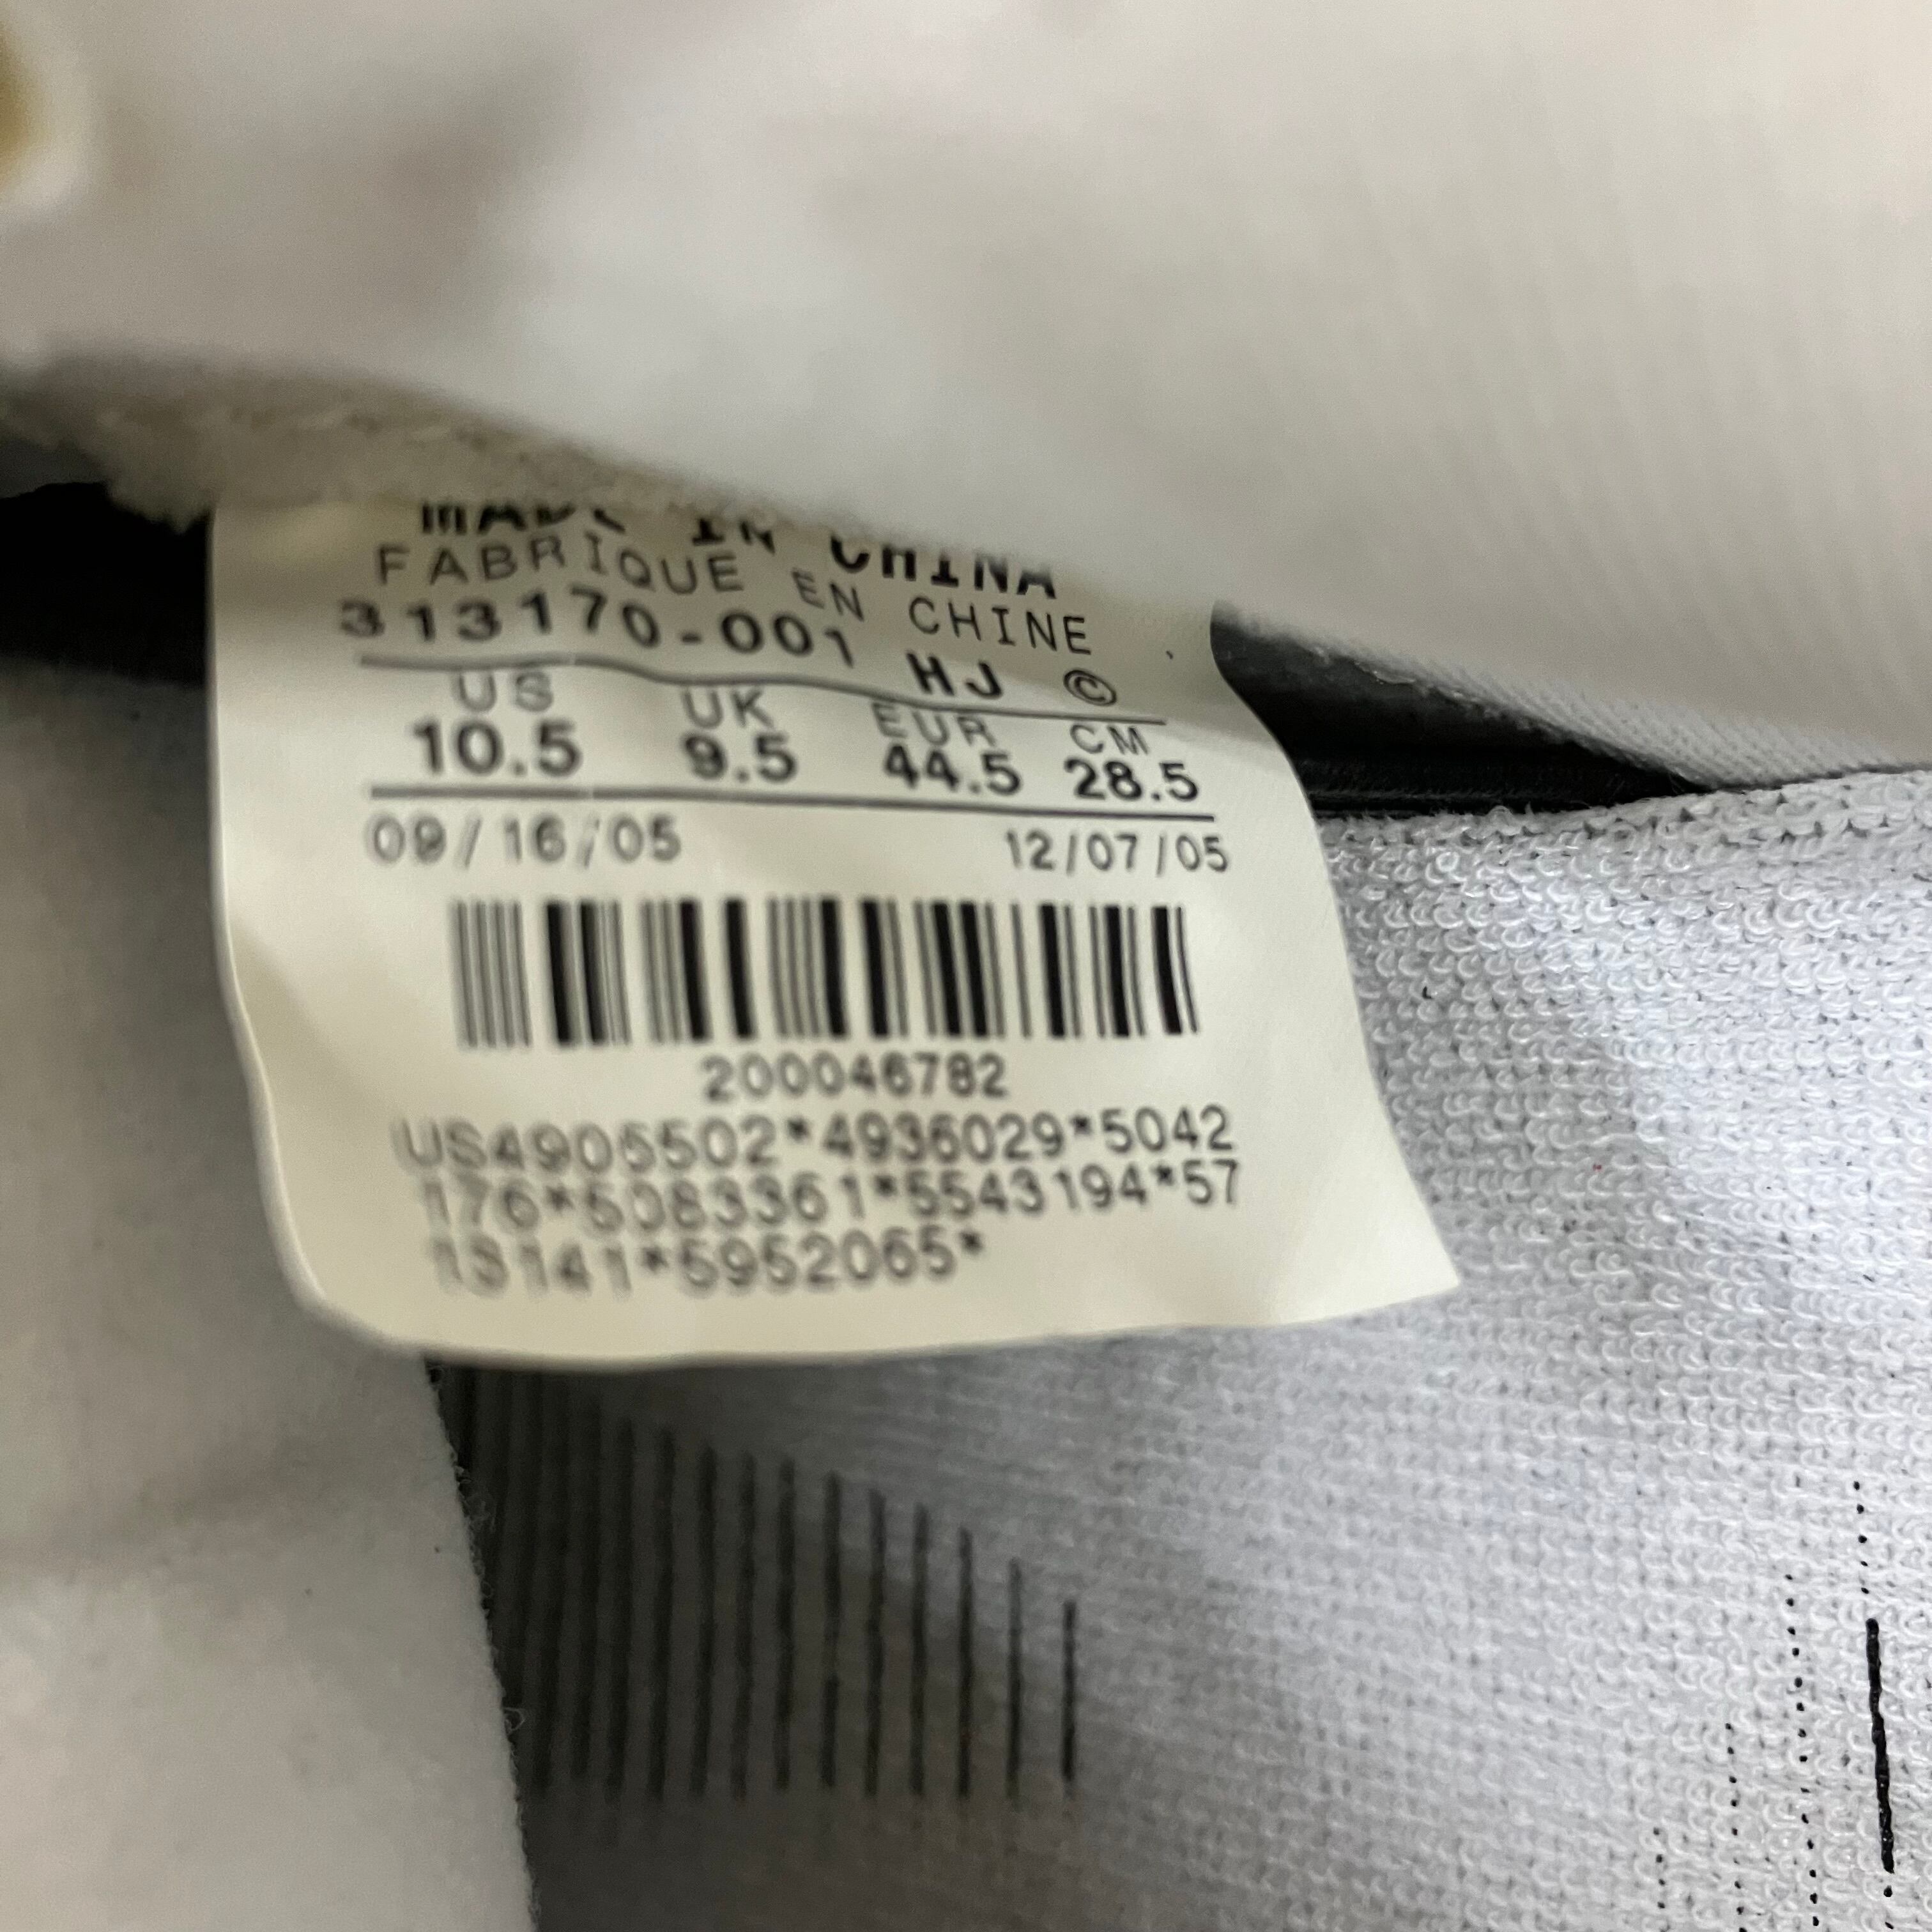 MADE IN CHINA
FABRIQUE EN CHINE
313170-001 HJ ©
US UK EUR CM
10.5 9.5 44.5 28.5
09/16/05 12/07/05
200046782
US4906502*4936029*5042
176*5083361*5543194*57
13141*5952065*